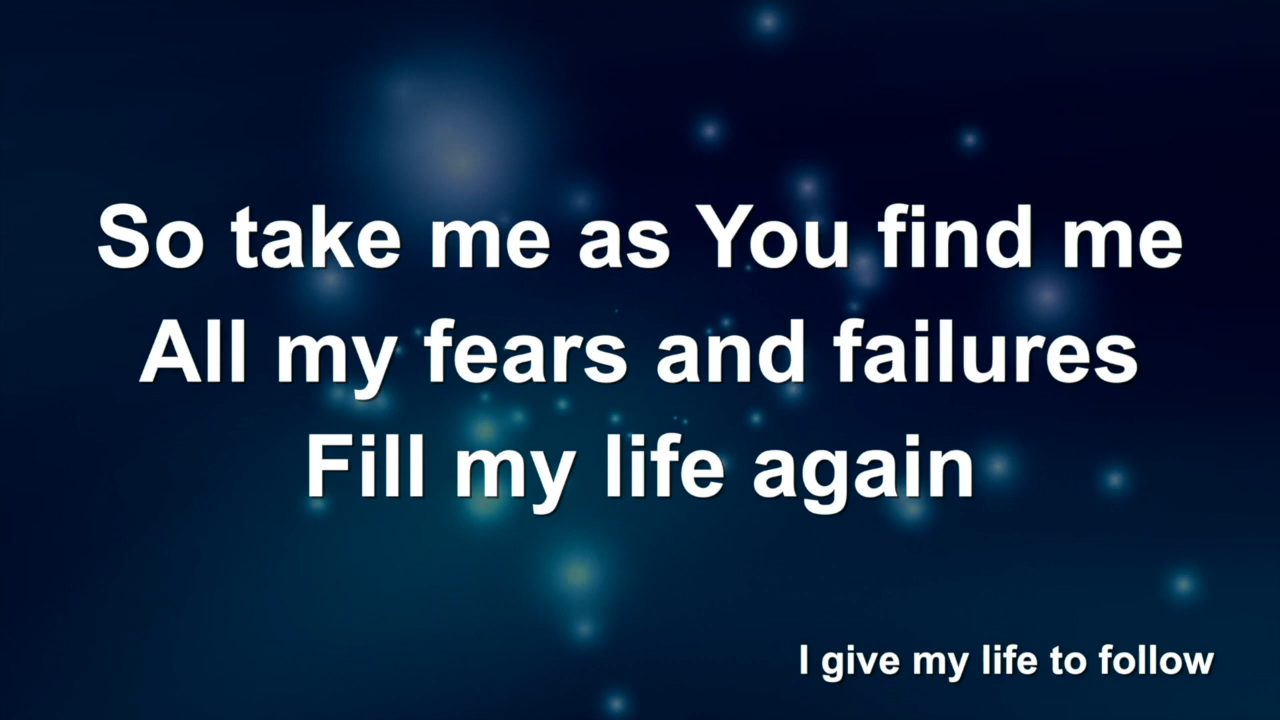 So take me as You find me
All my fears and failures
Fill my life again
I give my life to follow